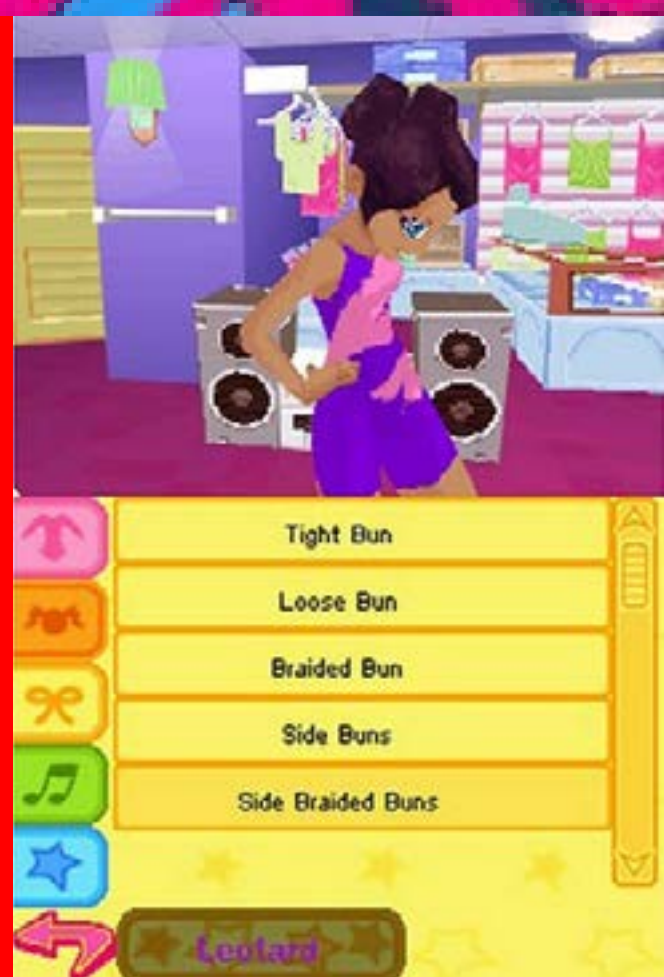 Tight Bun
Loose Bun
Braided Bun
Side Buns
Side Braided Buns
Leotard